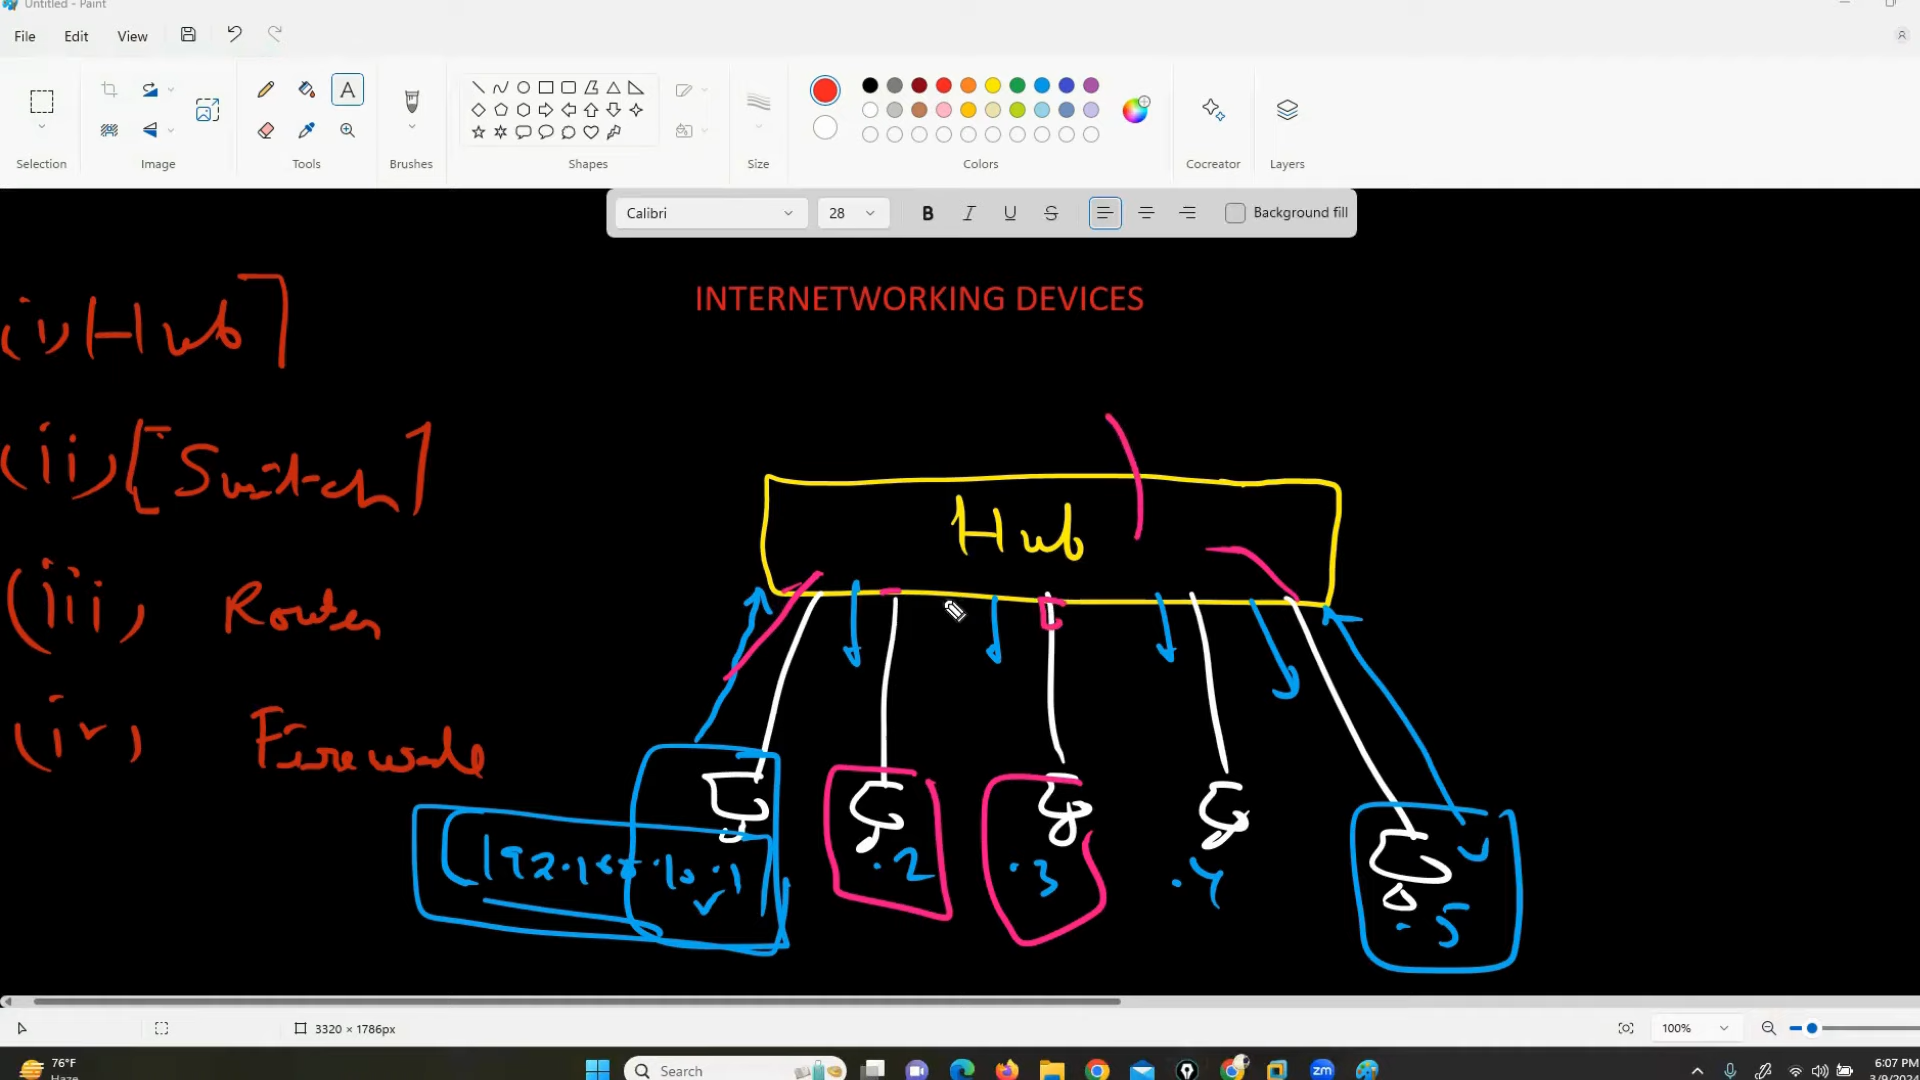 Untitled - Paint
File Edit View
A
Selection Image Tools Brushes Shapes Size Colors Cocreator Layers
Calibri 28 B I U S Background fill
INTERNETWORKING DEVICES
(i) Hub]
(ii) [Switch]
Hub
(iii) Router
(iv) Firewall
192.168.10.1 .2 .3 .4 .5
3320 × 1786px 100%
76°F
Haze
Search
zm
6:07 PM